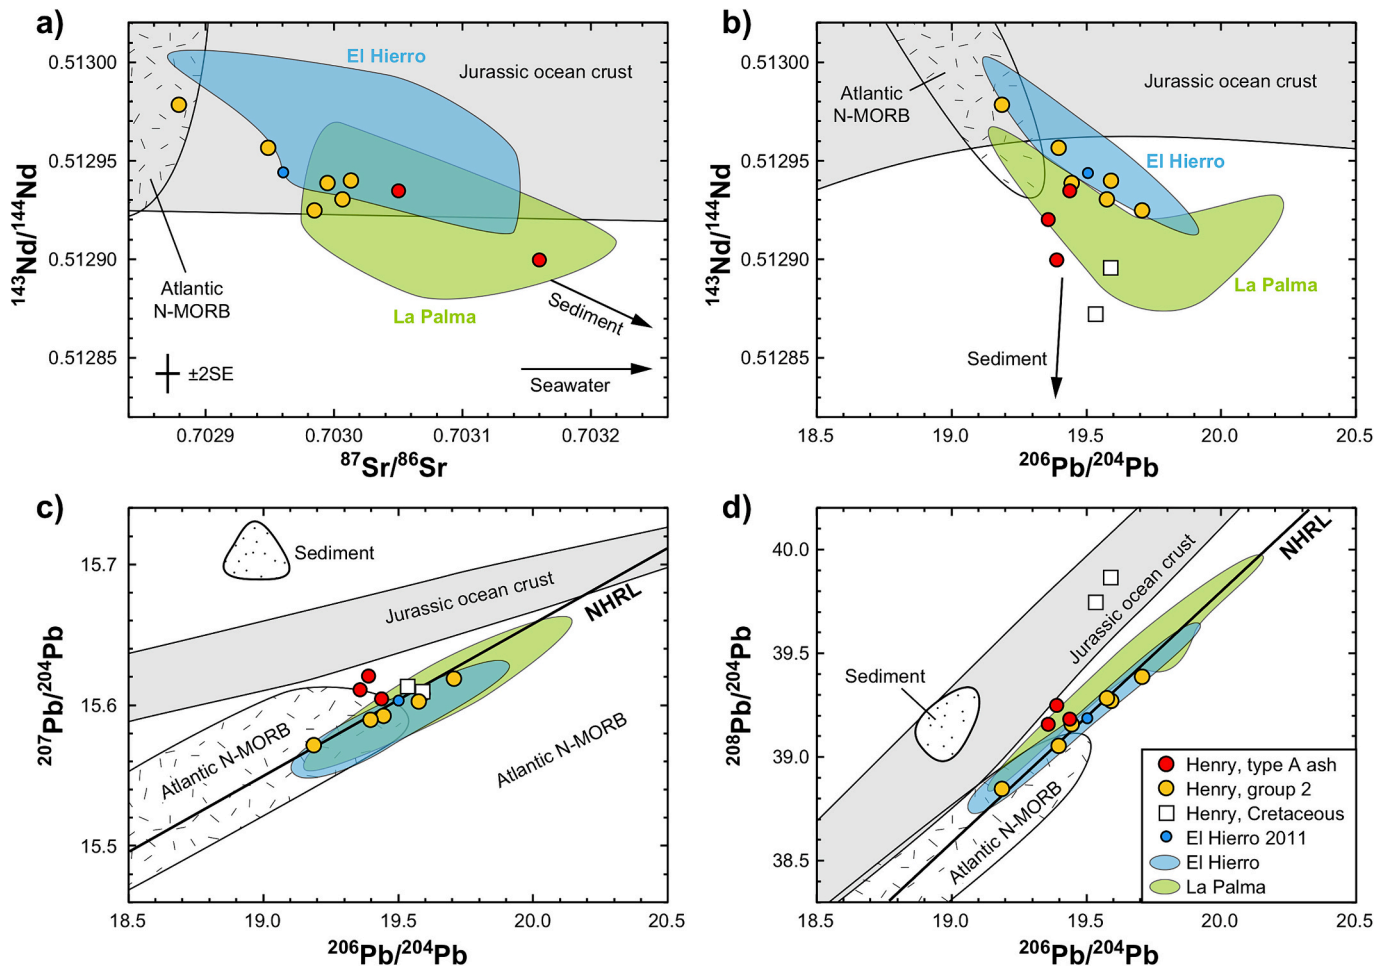 a)
El Hierro
Jurassic ocean crust
0.51300
0.51295
0.51290
0.51285
143Nd/144Nd
Atlantic
N-MORB
La Palma
Sediment
±2SE
Seawater
0.7029
0.7030
0.7031
0.7032
87Sr/86Sr
b)
0.51300
0.51295
0.51290
0.51285
143Nd/144Nd
Atlantic
N-MORB
Jurassic ocean crust
El Hierro
La Palma
Sediment
18.5
19.0
19.5
20.0
20.5
206Pb/204Pb
c)
15.7
15.6
15.5
207Pb/204Pb
Sediment
Jurassic ocean crust
NHRL
Atlantic N-MORB
Atlantic N-MORB
18.5
19.0
19.5
20.0
20.5
206Pb/204Pb
d)
40.0
39.5
39.0
38.5
208Pb/204Pb
NHRL
Jurassic ocean crust
Sediment
Atlantic N-MORB
Henry, type A ash
Henry, group 2
Henry, Cretaceous
El Hierro 2011
El Hierro
La Palma
18.5
19.0
19.5
20.0
20.5
206Pb/204Pb